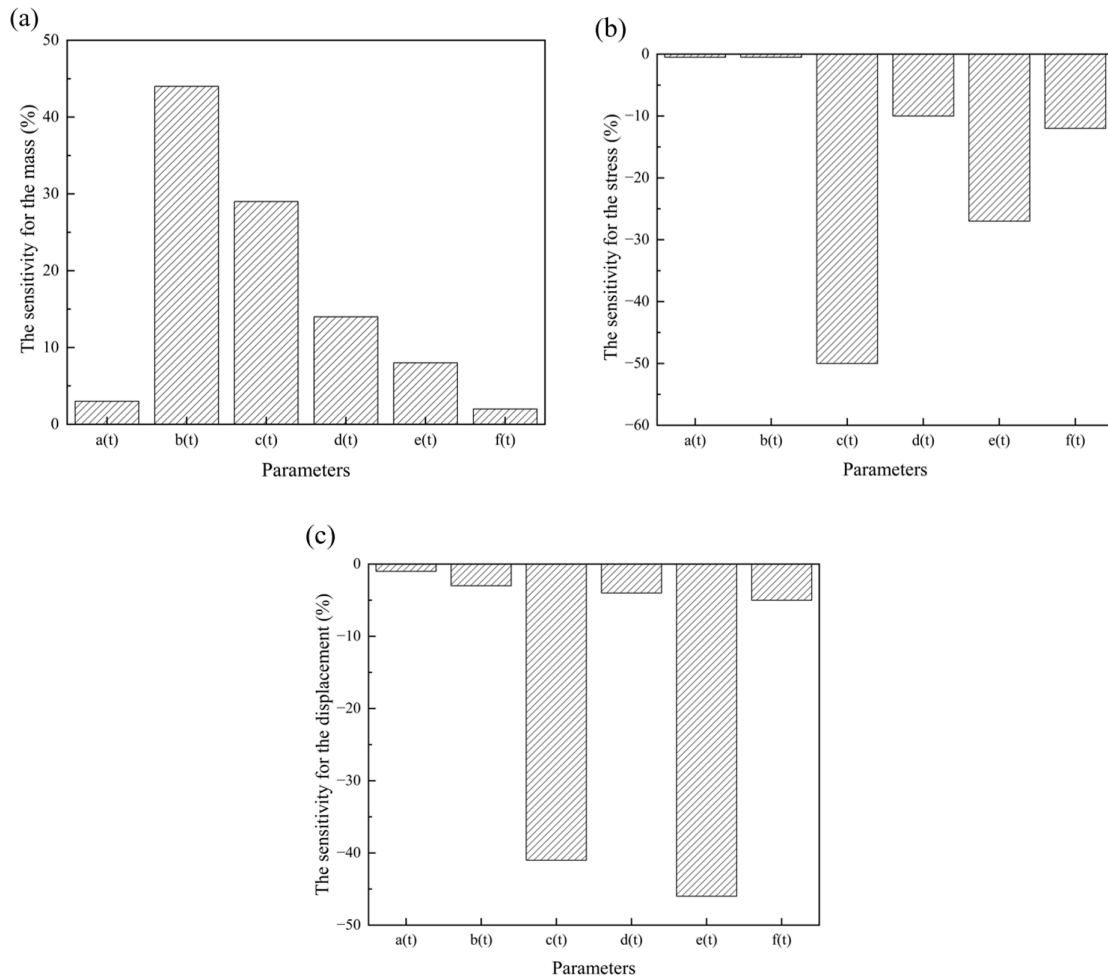 (a)
The sensitivity for the mass (%)
50
40
30
20
10
0
a(t) b(t) c(t) d(t) e(t) f(t)
Parameters
(b)
The sensitivity for the stress (%)
0
−10
−20
−30
−40
−50
−60
a(t) b(t) c(t) d(t) e(t) f(t)
Parameters
(c)
The sensitivity for the displacement (%)
0
−10
−20
−30
−40
−50
a(t) b(t) c(t) d(t) e(t) f(t)
Parameters